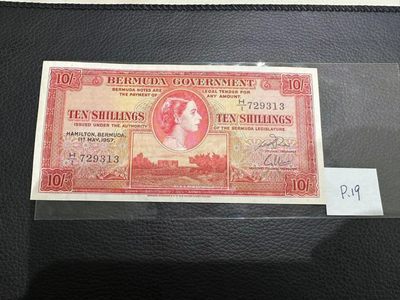 10/- BERMUDA GOVERNMENT 10/-
BERMUDA NOTES ARE LEGAL TENDER FOR
THE PAYMENT OF ANY AMOUNT
H/1 729313
TEN SHILLINGS TEN SHILLINGS
ISSUED UNDER THE AUTHORITY OF THE BERMUDA LEGISLATURE
HAMILTON, BERMUDA,
1ST MAY, 1957.
H/1 729313
10/- 10/-
P.19